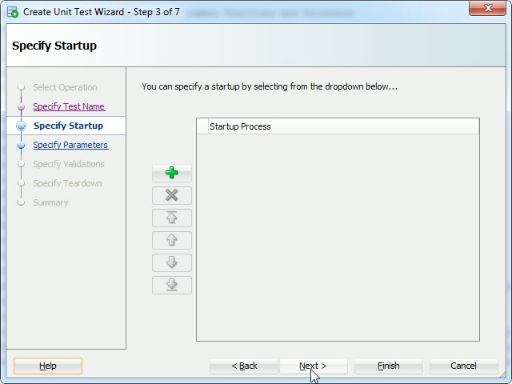 Create Unit Test Wizard - Step 3 of 7
Specify Startup
Select Operation
Specify Test Name
Specify Startup
Specify Parameters
Specify Validations
Specify Teardown
Summary
You can specify a startup by selecting from the dropdown below...
Startup Process
Help
< Back
Next >
Finish
Cancel